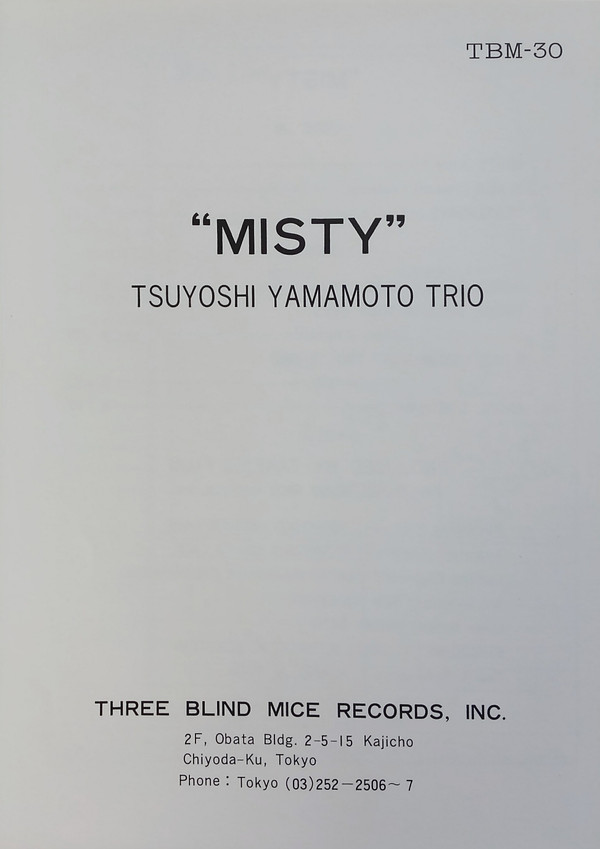 TBM-30
“MISTY”
TSUYOSHI YAMAMOTO TRIO
THREE BLIND MICE RECORDS, INC.
2F, Obata Bldg. 2-5-15 Kajicho
Chiyoda-Ku, Tokyo
Phone : Tokyo (03)252-2506~7